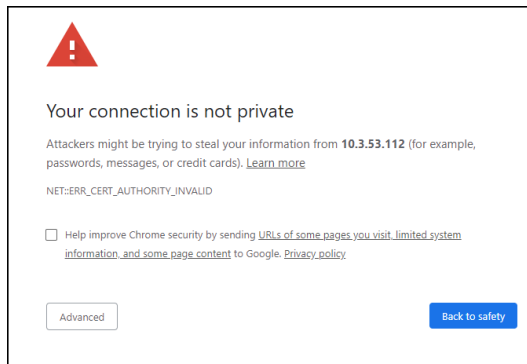 Your connection is not private
Attackers might be trying to steal your information from 10.3.53.112 (for example,
passwords, messages, or credit cards). Learn more
NET::ERR_CERT_AUTHORITY_INVALID
Help improve Chrome security by sending URLs of some pages you visit, limited system
information, and some page content to Google. Privacy policy
Advanced
Back to safety